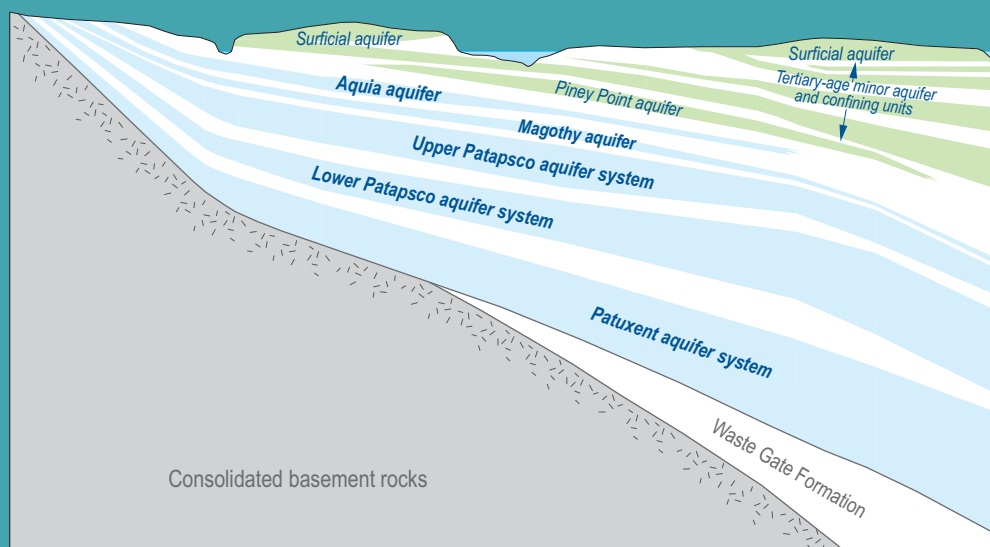 Surficial aquifer
Surficial aquifer
Tertiary-age minor aquifer
and confining units
Aquia aquifer
Piney Point aquifer
Magothy aquifer
Upper Patapsco aquifer system
Lower Patapsco aquifer system
Patuxent aquifer system
Waste Gate Formation
Consolidated basement rocks